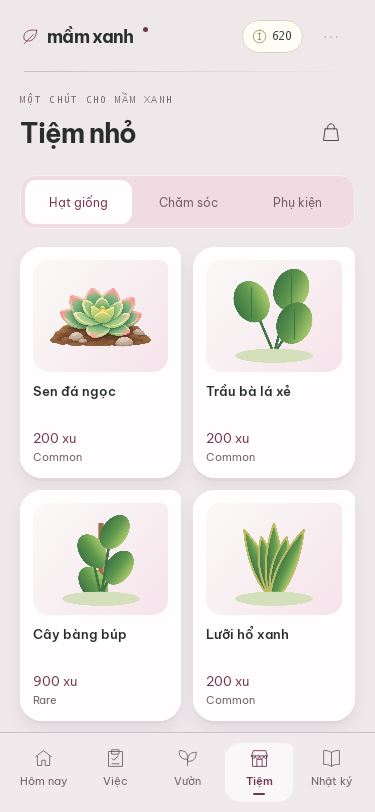 mầm xanh
620
MỘT CHÚT CHO MẦM XANH
Tiệm nhỏ
Hạt giống
Chăm sóc
Phụ kiện
Sen đá ngọc
200 xu
Common
Trầu bà lá xẻ
200 xu
Common
Cây bàng búp
900 xu
Rare
Lưỡi hổ xanh
200 xu
Common
Hôm nay
Việc
Vườn
Tiệm
Nhật ký